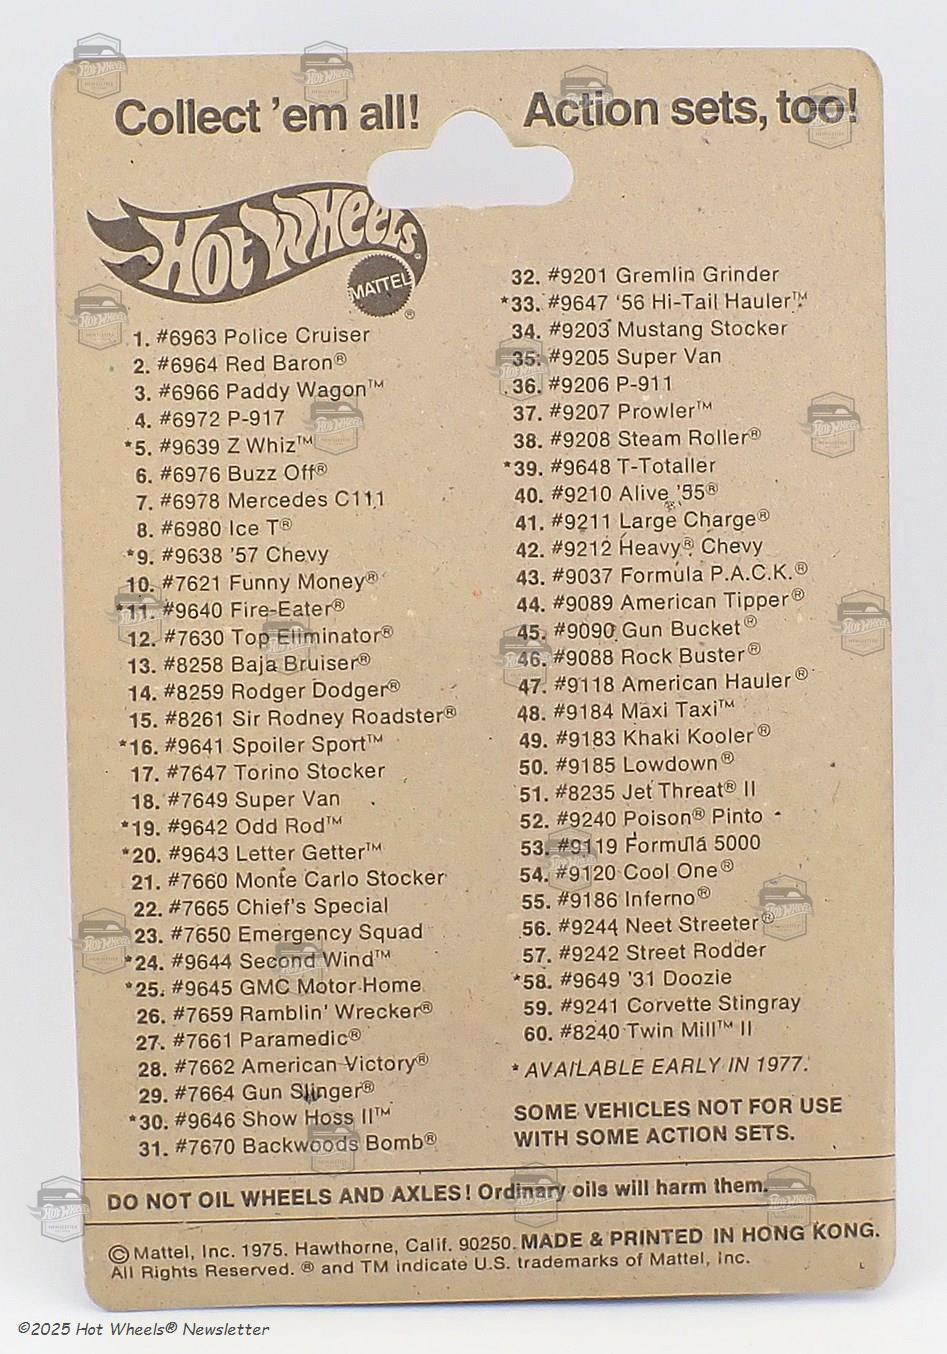 Collect 'em all!
Action sets, too!
HOT WHEELS®
MATTEL®
1. #6963 Police Cruiser
2. #6964 Red Baron®
3. #6966 Paddy Wagon™
4. #6972 P-917
*5. #9639 Z Whiz™
6. #6976 Buzz Off®
7. #6978 Mercedes C111
8. #6980 Ice T®
*9. #9638 '57 Chevy
10. #7621 Funny Money®
*11. #9640 Fire-Eater®
12. #7630 Top Eliminator®
13. #8258 Baja Bruiser®
14. #8259 Rodger Dodger®
15. #8261 Sir Rodney Roadster®
*16. #9641 Spoiler Sport™
17. #7647 Torino Stocker
18. #7649 Super Van
*19. #9642 Odd Rod™
*20. #9643 Letter Getter™
21. #7660 Monte Carlo Stocker
22. #7665 Chief's Special
23. #7650 Emergency Squad
*24. #9644 Second Wind™
*25. #9645 GMC Motor Home
26. #7659 Ramblin' Wrecker®
27. #7661 Paramedic®
28. #7662 American Victory®
29. #7664 Gun Slinger®
*30. #9646 Show Hoss II™
31. #7670 Backwoods Bomb®
32. #9201 Gremlin Grinder
*33. #9647 '56 Hi-Tail Hauler™
34. #9203 Mustang Stocker
35. #9205 Super Van
36. #9206 P-911
37. #9207 Prowler™
38. #9208 Steam Roller®
*39. #9648 T-Totaller
40. #9210 Alive '55®
41. #9211 Large Charge®
42. #9212 Heavy® Chevy
43. #9037 Formula P.A.C.K.®
44. #9089 American Tipper®
45. #9090 Gun Bucket®
46. #9088 Rock Buster®
47. #9118 American Hauler®
48. #9184 Maxi Taxi™
49. #9183 Khaki Kooler®
50. #9185 Lowdown®
51. #8235 Jet Threat® II
52. #9240 Poison® Pinto
53. #9119 Formula 5000
54. #9120 Cool One®
55. #9186 Inferno®
56. #9244 Neet Streeter®
57. #9242 Street Rodder
*58. #9649 '31 Doozie
59. #9241 Corvette Stingray
60. #8240 Twin Mill™ II
* AVAILABLE EARLY IN 1977.
SOME VEHICLES NOT FOR USE
WITH SOME ACTION SETS.
DO NOT OIL WHEELS AND AXLES! Ordinary oils will harm them.
© Mattel, Inc. 1975. Hawthorne, Calif. 90250. MADE & PRINTED IN HONG KONG.
All Rights Reserved. ® and TM indicate U.S. trademarks of Mattel, Inc.
©2025 Hot Wheels® Newsletter